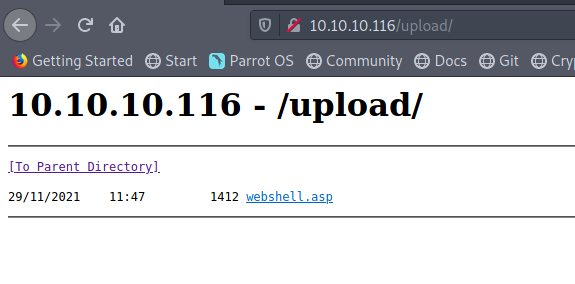 10.10.10.116/upload/
Getting Started Start Parrot OS Community Docs Git Cryp
10.10.10.116 - /upload/
[To Parent Directory]
29/11/2021 11:47 1412 webshell.asp